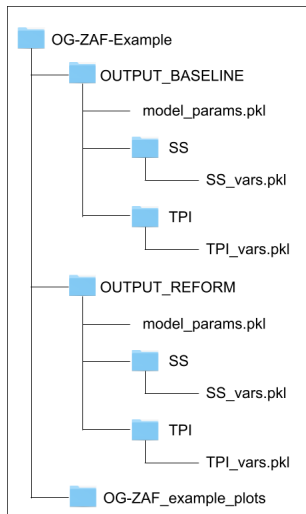 OG-ZAF-Example
OUTPUT_BASELINE
model_params.pkl
SS
SS_vars.pkl
TPI
TPI_vars.pkl
OUTPUT_REFORM
model_params.pkl
SS
SS_vars.pkl
TPI
TPI_vars.pkl
OG-ZAF_example_plots